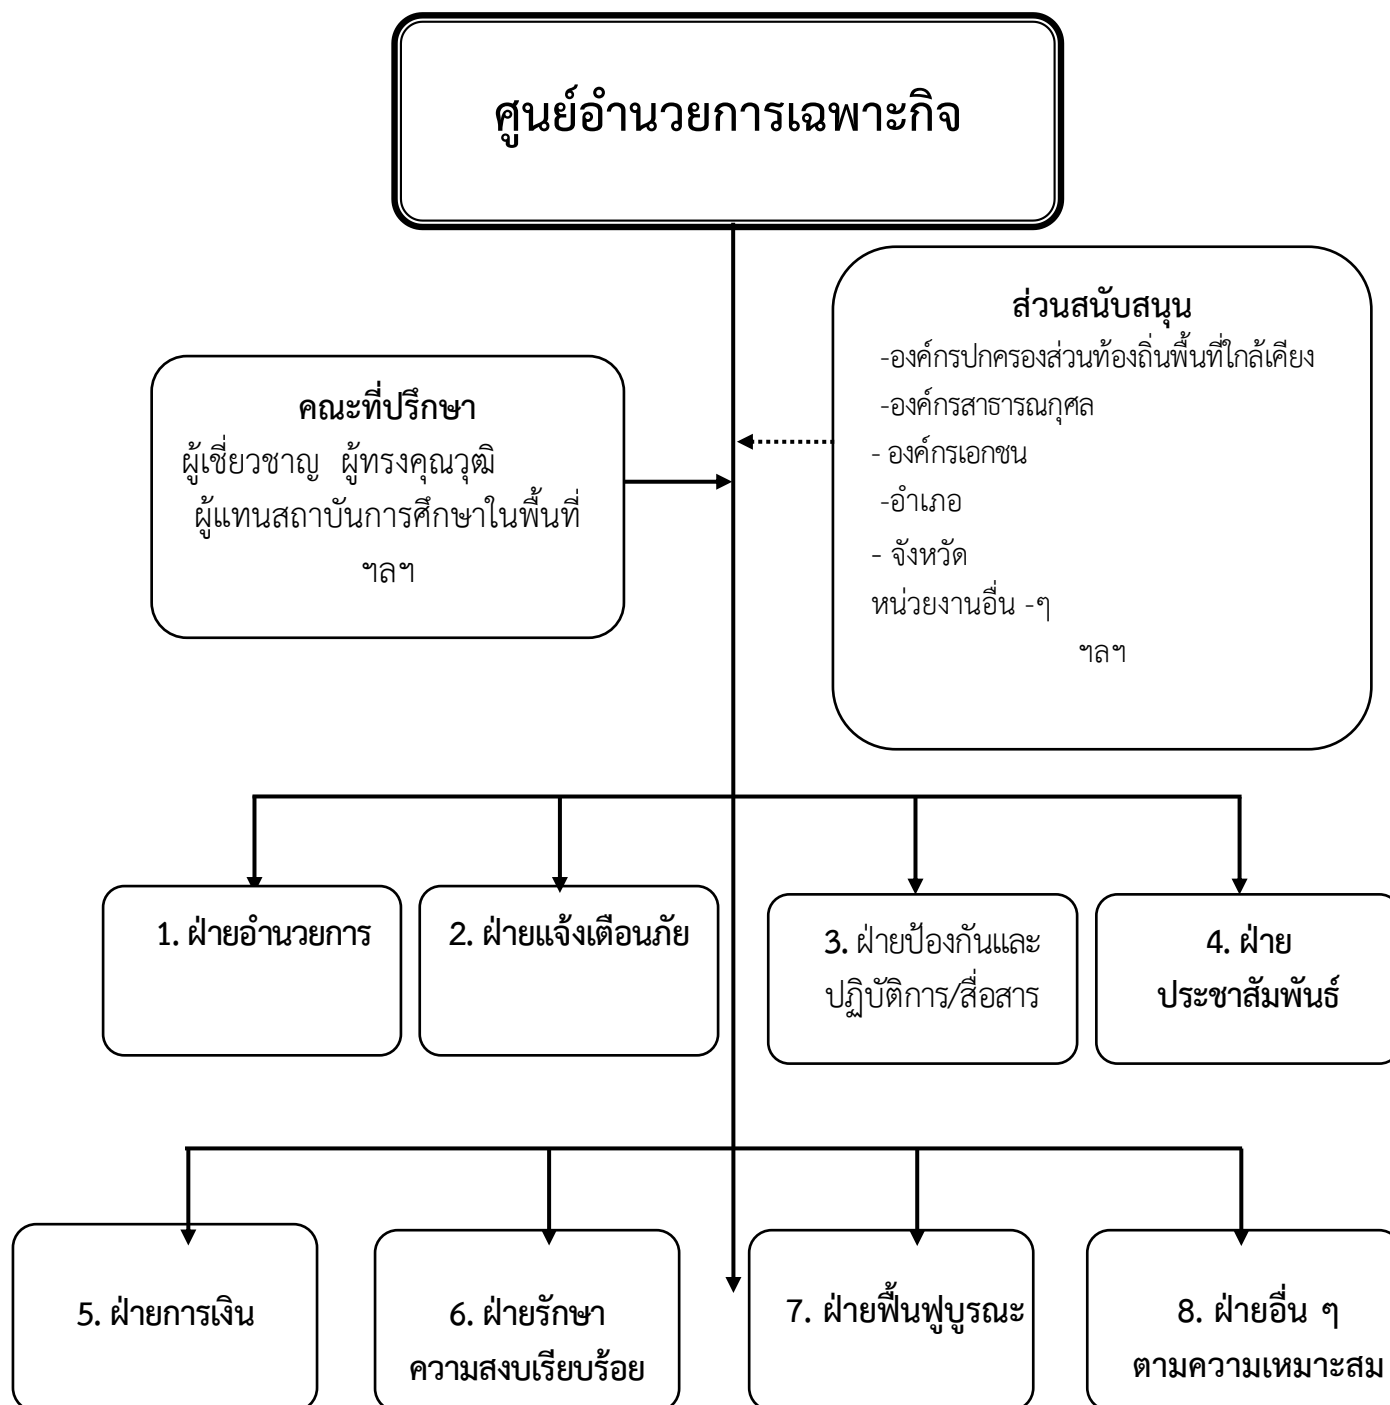 ศูนย์อำนวยการเฉพาะกิจ
คณะที่ปรึกษา
ผู้เชี่ยวชาญ ผู้ทรงคุณวุฒิ
ผู้แทนสถาบันการศึกษาในพื้นที่
ฯลฯ
ส่วนสนับสนุน
-องค์กรปกครองส่วนท้องถิ่นพื้นที่ใกล้เคียง
-องค์กรสาธารณกุศล
- องค์กรเอกชน
-อำเภอ
- จังหวัด
หน่วยงานอื่น -ๆ
ฯลฯ
1. ฝ่ายอำนวยการ
2. ฝ่ายแจ้งเตือนภัย
3. ฝ่ายป้องกันและ
ปฏิบัติการ/สื่อสาร
4. ฝ่าย
ประชาสัมพันธ์
5. ฝ่ายการเงิน
6. ฝ่ายรักษา
ความสงบเรียบร้อย
7. ฝ่ายฟื้นฟูบูรณะ
8. ฝ่ายอื่น ๆ
ตามความเหมาะสม